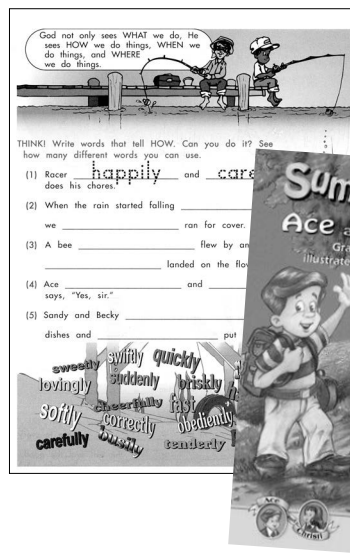 God not only sees WHAT we do, He
sees HOW we do things, WHEN we
do things, and WHERE
we do things.
THINK! Write words that tell HOW. Can you do it? See
how many different words you can use.
(1) Racer happily and care
does his chores.
(2) When the rain started falling
we ran for cover.
(3) A bee flew by an
landed on the flo
(4) Ace and
says, "Yes, sir."
(5) Sandy and Becky
dishes and put
sweetly swiftly quickly
lovingly suddenly briskly
softly cheerfully fast
correctly obediently
carefully busily tenderly
Sum
Ace a
Gra
illustrate
Ace
Christi